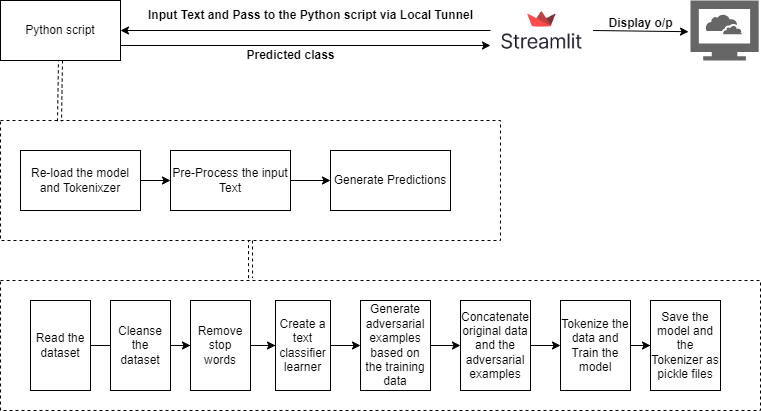 Input Text and Pass to the Python script via Local Tunnel
Python script
Predicted class
Streamlit
Display o/p
Re-load the model
and Tokenixzer
Pre-Process the input
Text
Generate Predictions
Read the
dataset
Cleanse
the
dataset
Remove
stop
words
Create a
text
classifier
learner
Generate
adversarial
examples
based on
the training
data
Concatenate
original data
and the
adversarial
examples
Tokenize the
data and
Train the
model
Save the
model and
the
Tokenizer as
pickle files